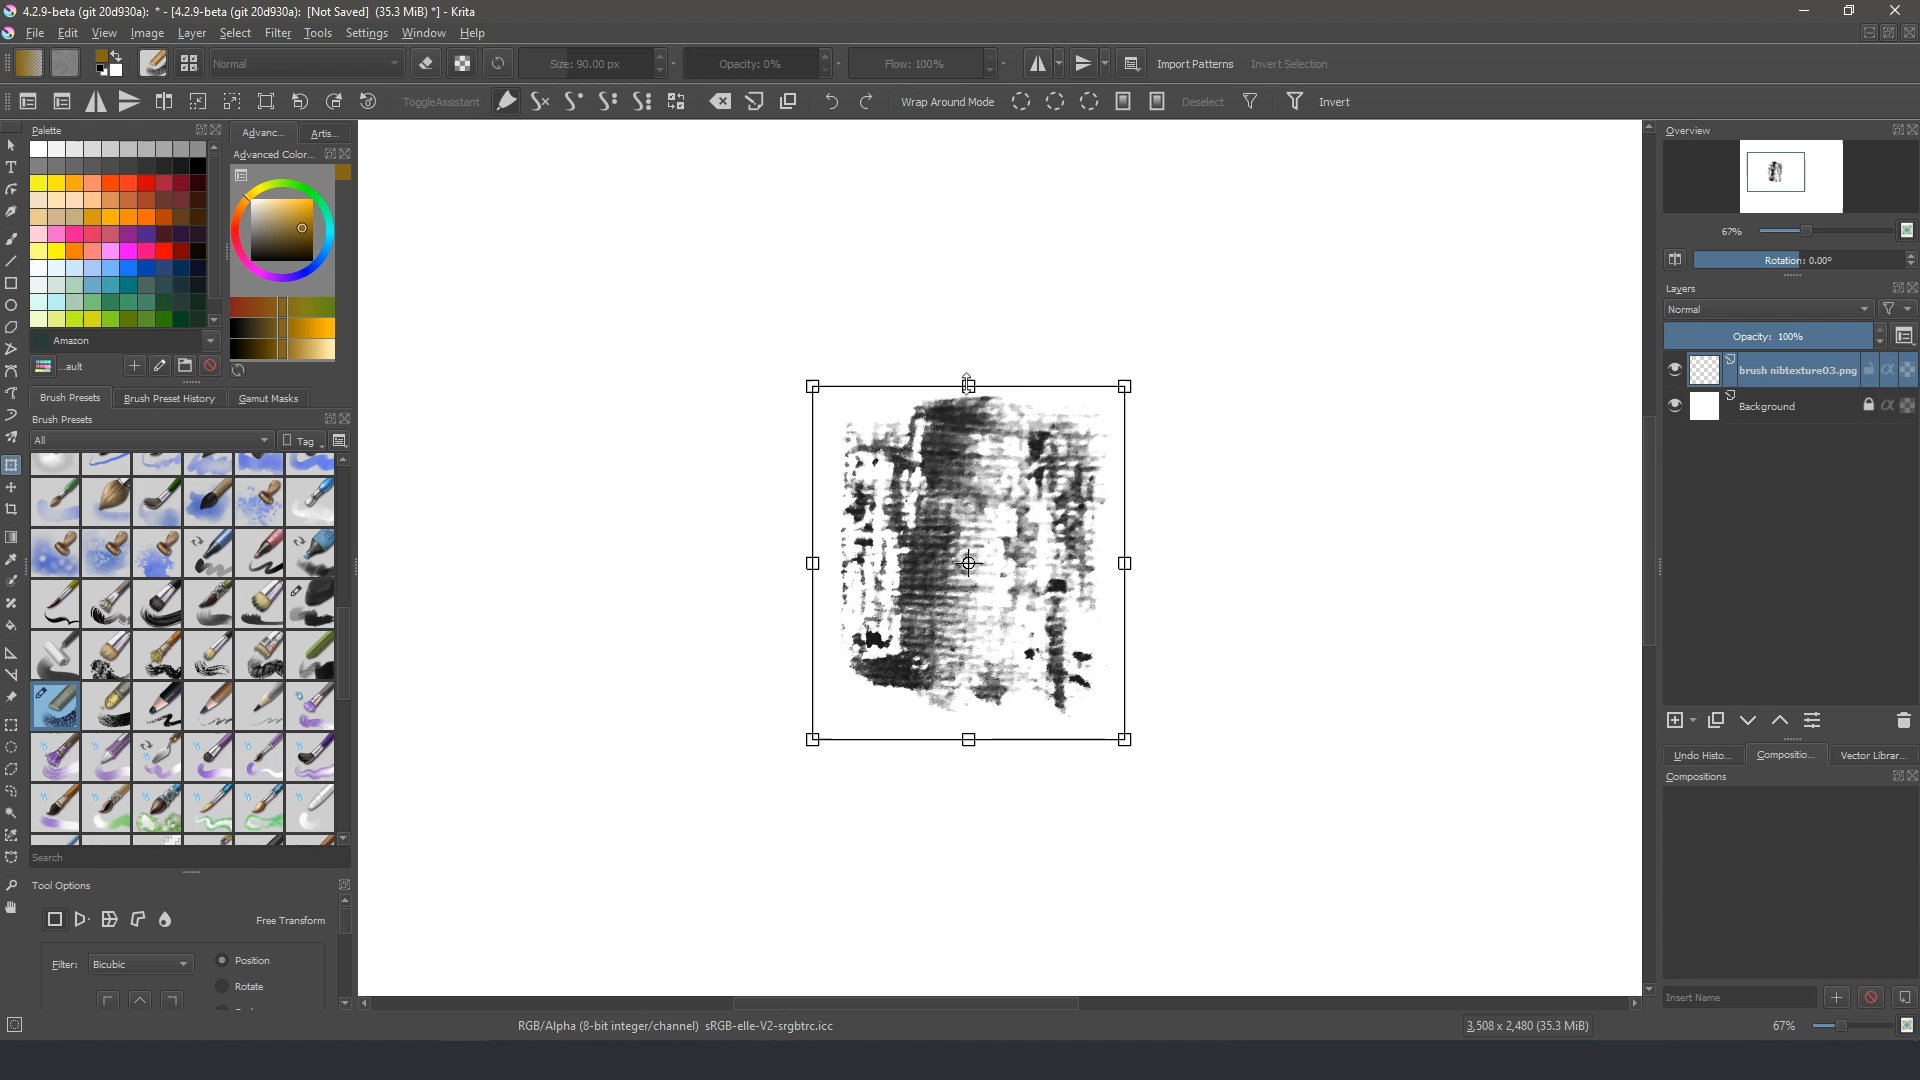 4.2.9-beta (git 20d930a):  * - [4.2.9-beta (git 20d930a):  [Not Saved]  (35.3 MiB) *] - Krita
File Edit View Image Layer Select Filter Tools Settings Window Help
Normal Size: 90.00 px Opacity: 0% Flow: 100% Import Patterns Invert Selection
ToggleAssistant Wrap Around Mode Deselect Invert
Palette
Advanc... Artis...
Advanced Color...
Amazon
...ault
Brush Presets Brush Preset History Gamut Masks
Brush Presets
All Tag
Search
Tool Options
Free Transform
Filter: Bicubic Position
Rotate
Overview
67%
Rotation: 0.00°
Layers
Normal
Opacity: 100%
brush nibtexture03.png
Background
Undo Histo... Compositio... Vector Librar...
Compositions
Insert Name
RGB/Alpha (8-bit integer/channel)  sRGB-elle-V2-srgbtrc.icc
3,508 x 2,480 (35.3 MiB)
67%